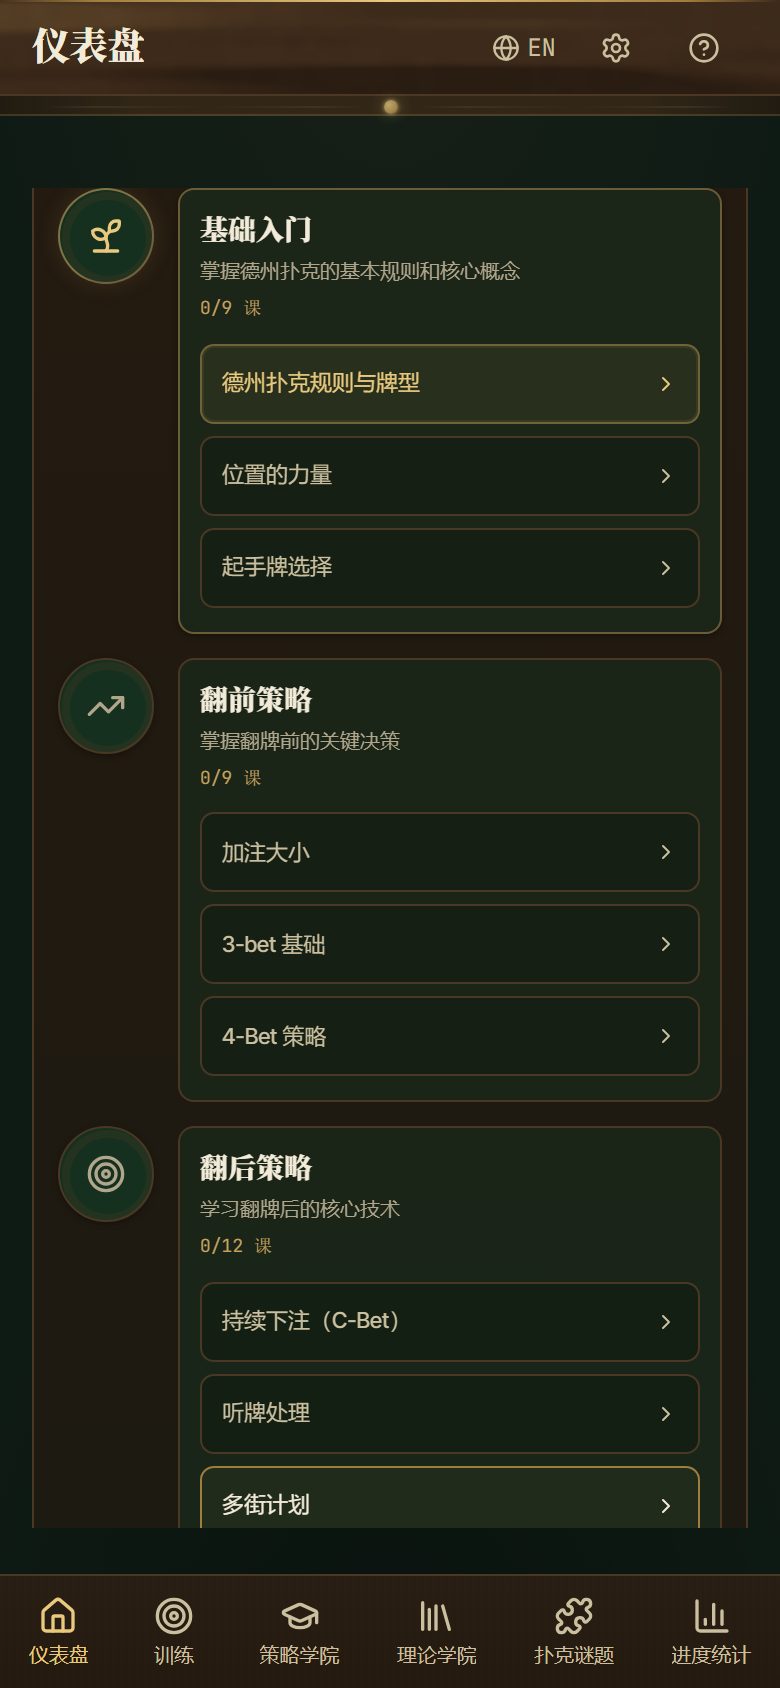 仪表盘
EN
基础入门
掌握德州扑克的基本规则和核心概念
0/9 课
德州扑克规则与牌型
位置的力量
起手牌选择
翻前策略
掌握翻牌前的关键决策
0/9 课
加注大小
3-bet 基础
4-Bet 策略
翻后策略
学习翻牌后的核心技术
0/12 课
持续下注（C-Bet）
听牌处理
多街计划
仪表盘
训练
策略学院
理论学院
扑克谜题
进度统计